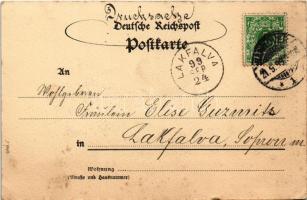 Drucksache
Deutsche Reichspost
Postkarte
LAKFALVA
99
SEP
24
An
Wohlgeboren
Fräulein Elise Guzmits
in Lakfalva, Sopron m.
Wohnung
(Straße und Hausnummer)